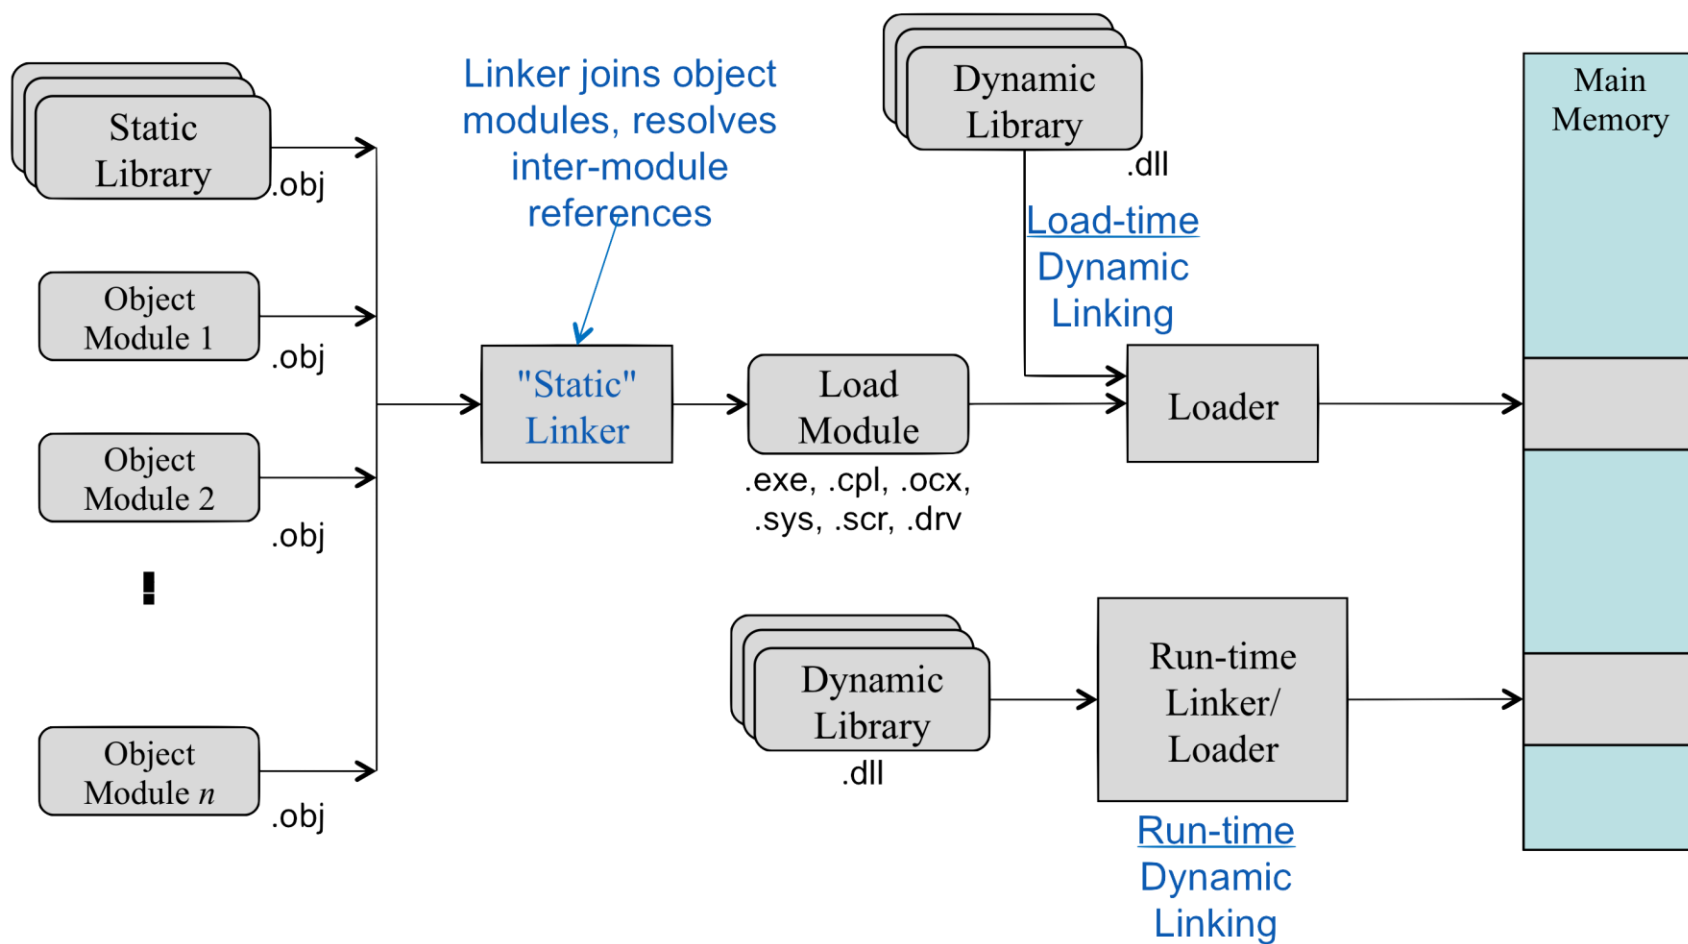 Static
Library
.obj
Object
Module 1
.obj
Object
Module 2
.obj
Object
Module n
.obj
Linker joins object
modules, resolves
inter-module
references
"Static"
Linker
Load
Module
.exe, .cpl, .ocx,
.sys, .scr, .drv
Dynamic
Library
.dll
Load-time
Dynamic
Linking
Loader
Dynamic
Library
.dll
Run-time
Linker/
Loader
Run-time
Dynamic
Linking
Main
Memory